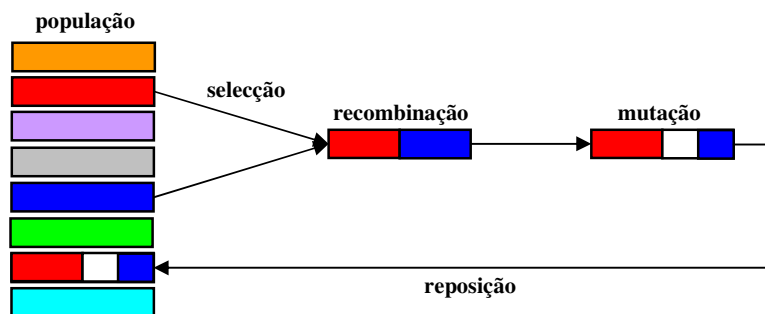 população
selecção
recombinação
mutação
reposição